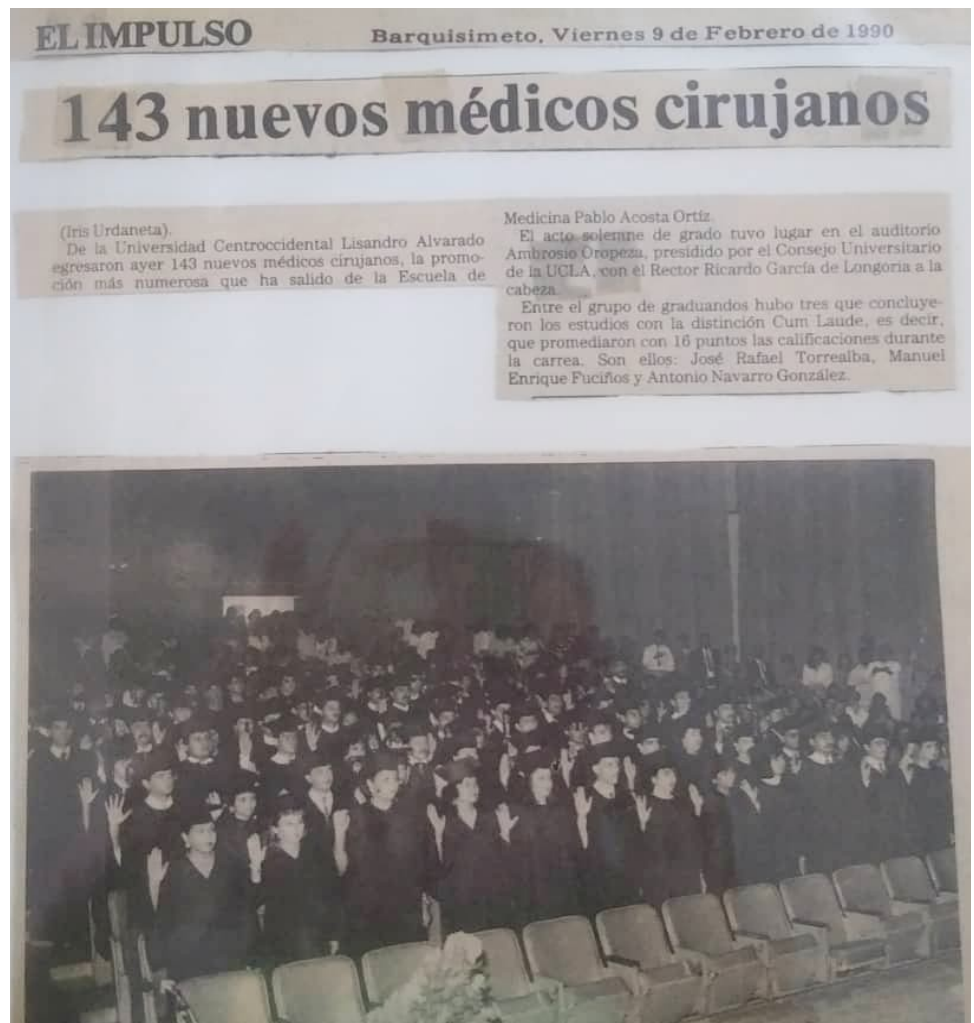 EL IMPULSO
Barquisimeto, Viernes 9 de Febrero de 1990
143 nuevos médicos cirujanos
(Iris Urdaneta).
De la Universidad Centroccidental Lisandro Alvarado
egresaron ayer 143 nuevos médicos cirujanos, la promo-
ción más numerosa que ha salido de la Escuela de
Medicina Pablo Acosta Ortíz.
El acto solemne de grado tuvo lugar en el auditorio
Ambrosio Oropeza, presidido por el Consejo Universitario
de la UCLA, con el Rector Ricardo García de Longoria a la
cabeza.
Entre el grupo de graduandos hubo tres que concluye-
ron los estudios con la distinción Cum Laude, es decir,
que promediaron con 16 puntos las calificaciones durante
la carrea. Son ellos: José Rafael Torrealba, Manuel
Enrique Fuciños y Antonio Navarro González.